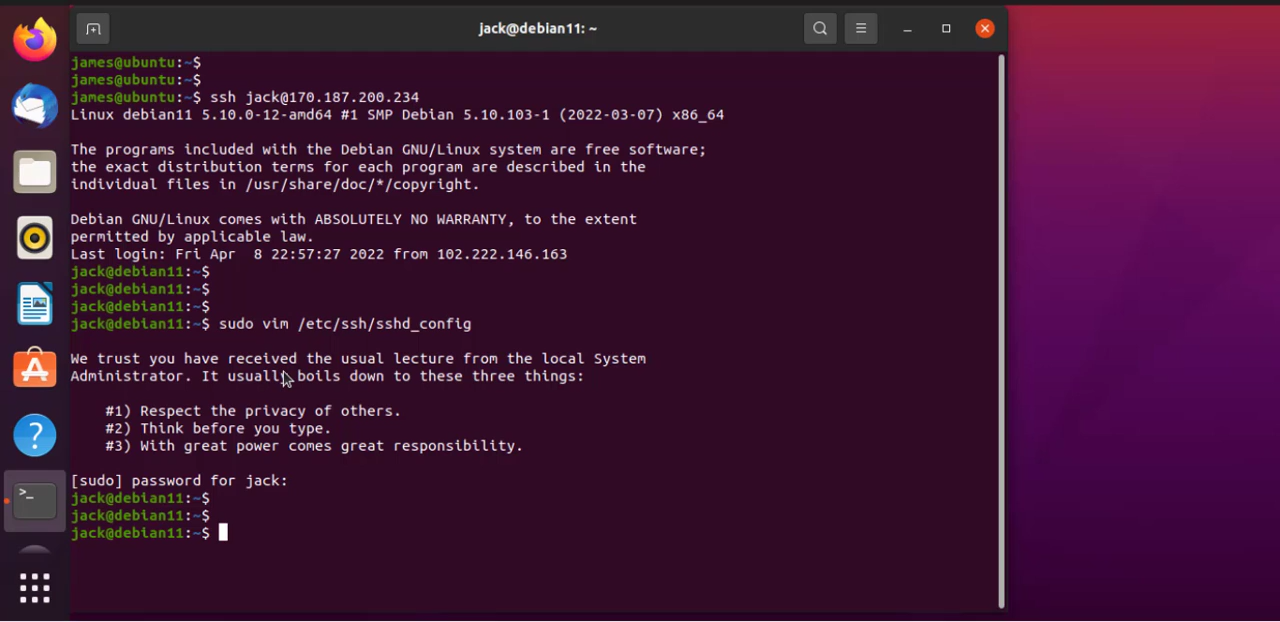 jack@debian11: ~
james@ubuntu:~$
james@ubuntu:~$
james@ubuntu:~$ ssh jack@170.187.200.234
Linux debian11 5.10.0-12-amd64 #1 SMP Debian 5.10.103-1 (2022-03-07) x86_64
The programs included with the Debian GNU/Linux system are free software;
the exact distribution terms for each program are described in the
individual files in /usr/share/doc/*/copyright.
Debian GNU/Linux comes with ABSOLUTELY NO WARRANTY, to the extent
permitted by applicable law.
Last login: Fri Apr  8 22:57:27 2022 from 102.222.146.163
jack@debian11:~$
jack@debian11:~$
jack@debian11:~$
jack@debian11:~$ sudo vim /etc/ssh/sshd_config
We trust you have received the usual lecture from the local System
Administrator. It usually boils down to these three things:
#1) Respect the privacy of others.
#2) Think before you type.
#3) With great power comes great responsibility.
[sudo] password for jack:
jack@debian11:~$
jack@debian11:~$
jack@debian11:~$